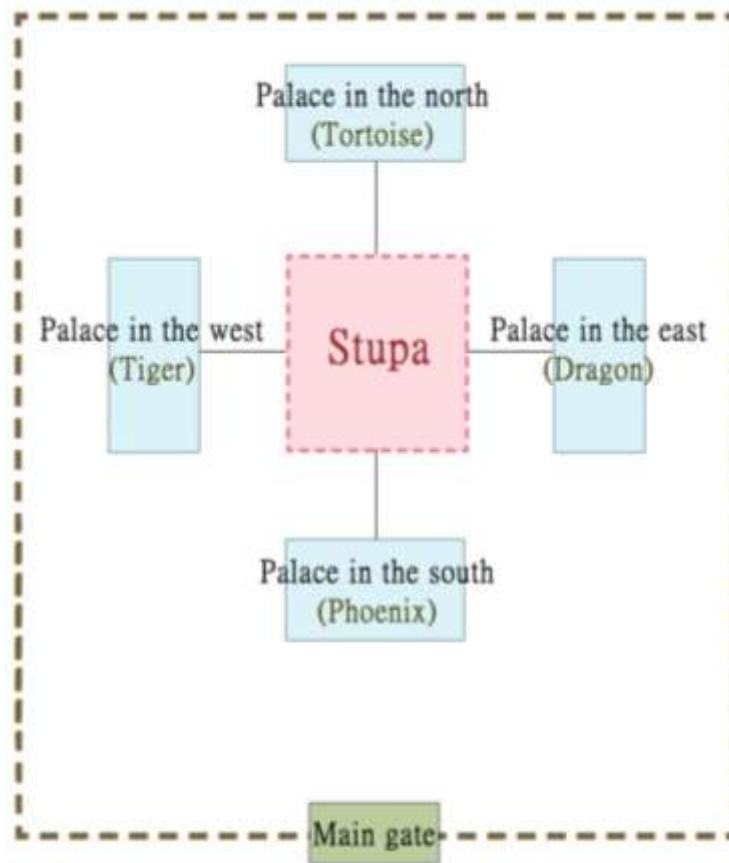 Palace in the north
(Tortoise)
Palace in the west
(Tiger)
Stupa
Palace in the east
(Dragon)
Palace in the south
(Phoenix)
Main gate